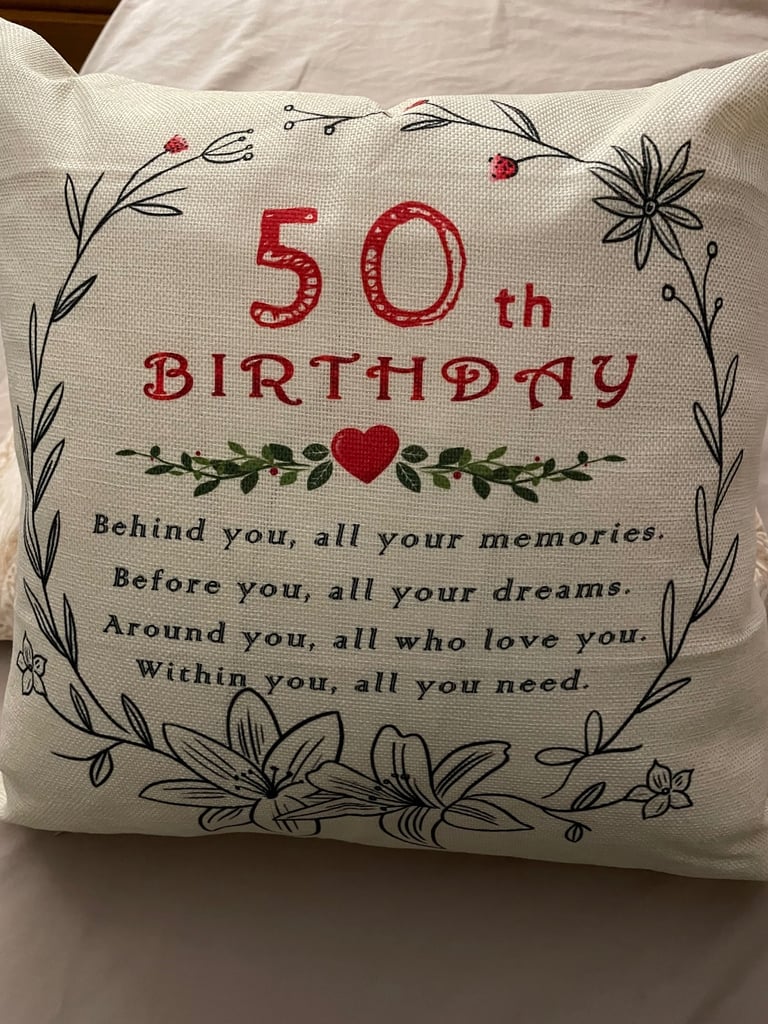 50th
BIRTHDAY
Behind you, all your memories.
Before you, all your dreams.
Around you, all who love you.
Within you, all you need.